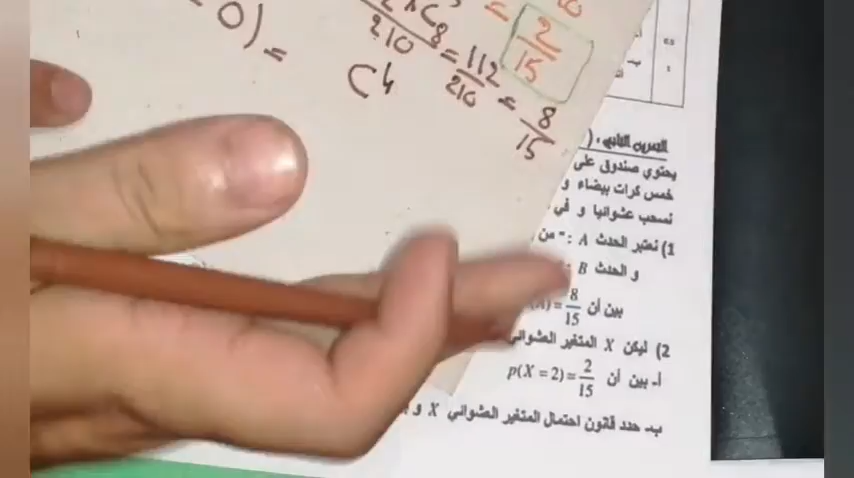 = 2/15
210 = 112/210 = 8/15
0) =
C⁴
التمرين الثاني : (
يحتوي صندوق على
خمس كرات بيضاء و
نسحب عشوائيا و في
1) نعتبر الحدث A : " من
و الحدث B
بين أن = 8/15
2) ليكن X المتغير العشوائي
أ- بين أن p(X = 2) = 2/15
ب- حدد قانون احتمال المتغير العشوائي X و